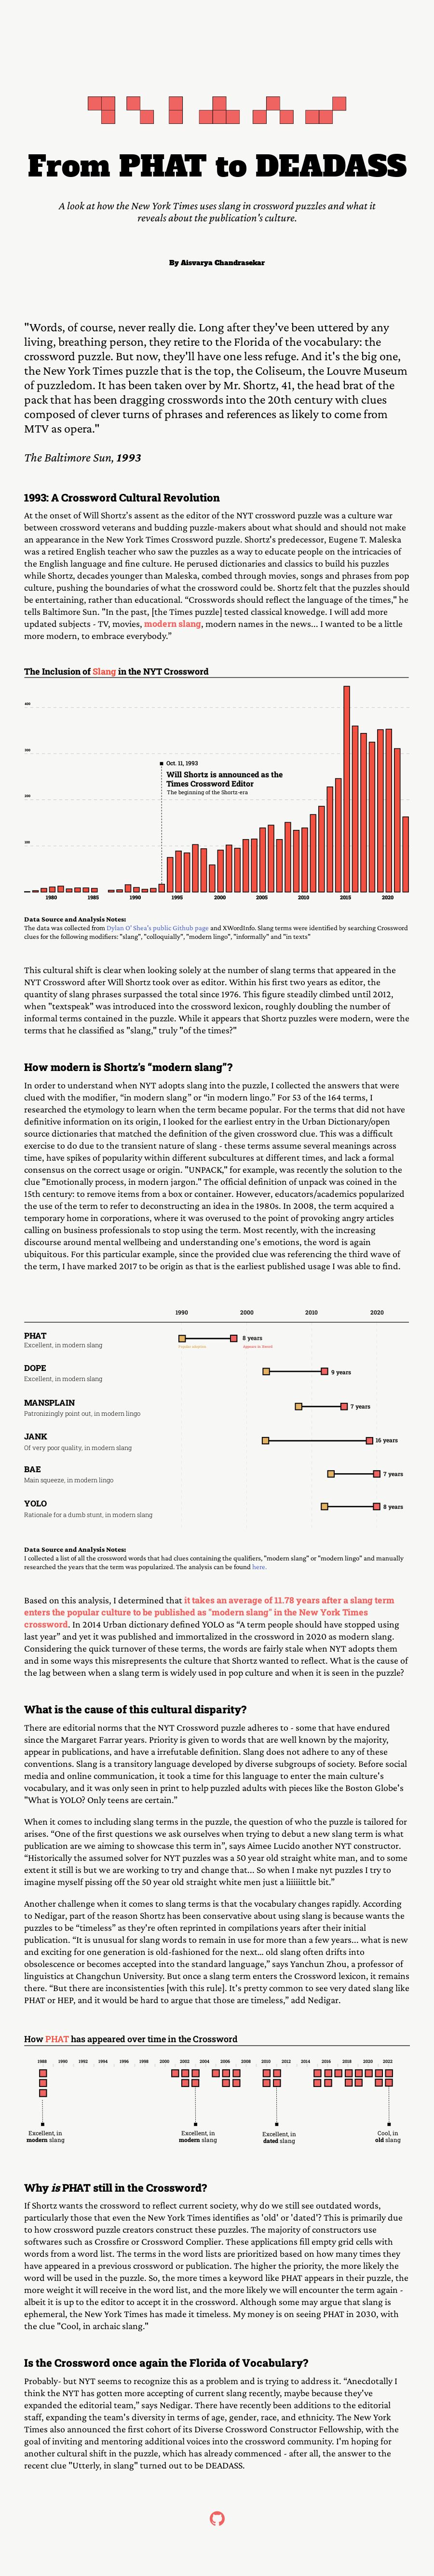 From PHAT to DEADASS
A look at how the New York Times uses slang in crossword puzzles and what it
reveals about the publication's culture.
By Aisvarya Chandrasekar
"Words, of course, never really die. Long after they've been uttered by any
living, breathing person, they retire to the Florida of the vocabulary: the
crossword puzzle. But now, they'll have one less refuge. And it's the big one,
the New York Times puzzle that is the top, the Coliseum, the Louvre Museum
of puzzledom. It has been taken over by Mr. Shortz, 41, the head brat of the
pack that has been dragging crosswords into the 20th century with clues
composed of clever turns of phrases and references as likely to come from
MTV as opera."
The Baltimore Sun, 1993
1993: A Crossword Cultural Revolution
At the onset of Will Shortz's assent as the editor of the NYT crossword puzzle was a culture war
between crossword veterans and budding puzzle-makers about what should and should not make
an appearance in the New York Times Crossword puzzle. Shortz's predecessor, Eugene T. Maleska
was a retired English teacher who saw the puzzles as a way to educate people on the intricacies of
the English language and fine culture. He perused dictionaries and classics to build his puzzles
while Shortz, decades younger than Maleska, combed through movies, songs and phrases from pop
culture, pushing the boundaries of what a crossword could be. Shortz felt that the puzzles should
be entertaining, rather than educational. "Crosswords should reflect the language of the times," he
tells Baltimore Sun. "In the past, [the Times puzzle] tested classical knowledge. I will add more
updated subjects - TV, movies, modern slang, modern names in the news... I wanted to be a little
more modern, to embrace everybody."
The Inclusion of Slang in the NYT Crossword
400
300
200
100
Oct. 11, 1993
Will Shortz is announced as the
Times Crossword Editor
The beginning of the Shortz-era
1980 1985 1990 1995 2000 2005 2010 2015 2020
Data Source and Analysis Notes:
The data was collected from Dylan O' Shea's public Github page and XWordInfo. Slang terms were identified by searching Crossword
clues for the following modifiers: "slang", "colloquially", "modern lingo", "informally" and "in texts"
This cultural shift is clear when looking solely at the number of slang terms that appeared in the
NYT Crossword after Will Shortz took over as editor. Within his first two years as editor, the
quantity of slang phrases surpassed the total since 1976. This figure steadily climbed until 2012,
when "textspeak" was introduced into the crossword lexicon, roughly doubling the number of
informal terms contained in the puzzle. While it appears that Shortz puzzles were modern, were the
terms that he classified as "slang," truly "of the times?"
How modern is Shortz's "modern slang"?
In order to understand when NYT adopts slang into the puzzle, I collected the answers that were
clued with the modifier, "in modern slang" or "in modern lingo." For 53 of the 164 terms, I
researched the etymology to learn when the term became popular. For the terms that did not have
definitive information on its origin, I looked for the earliest entry in the Urban Dictionary/open
source dictionaries that matched the definition of the given crossword clue. This was a difficult
exercise to do due to the transient nature of slang - these terms assume several meanings across
time, have spikes of popularity within different subcultures at different times, and lack a formal
consensus on the correct usage or origin. "UNPACK," for example, was recently the solution to the
clue "Emotionally process, in modern jargon." The official definition of unpack was coined in the
15th century: to remove items from a box or container. However, educators/academics popularized
the use of the term to refer to deconstructing an idea in the 1980s. In 2008, the term acquired a
temporary home in corporations, where it was overused to the point of provoking angry articles
calling on business professionals to stop using the term. Most recently, with the increasing
discourse around mental wellbeing and understanding one's emotions, the word is again
ubiquitous. For this particular example, since the provided clue was referencing the third wave of
the term, I have marked 2017 to be origin as that is the earliest published usage I was able to find.
1990 2000 2010 2020
PHAT
Excellent, in modern slang
8 years
DOPE
Excellent, in modern slang
9 years
MANSPLAIN
Patronizingly point out, in modern lingo
7 years
JANK
Of very poor quality, in modern slang
16 years
BAE
Main squeeze, in modern lingo
7 years
YOLO
Rationale for a dumb stunt, in modern slang
8 years
Data Source and Analysis Notes:
I collected a list of all the crossword words that had clues containing the qualifiers, "modern slang" or "modern lingo" and manually
researched the years that the term was popularized. The analysis can be found here.
Based on this analysis, I determined that it takes an average of 11.78 years after a slang term
enters the popular culture to be published as "modern slang" in the New York Times
crossword. In 2014 Urban dictionary defined YOLO as "A term people should have stopped using
last year" and yet it was published and immortalized in the crossword in 2020 as modern slang.
Considering the quick turnover of these terms, the words are fairly stale when NYT adopts them
and in some ways this misrepresents the culture that Shortz wanted to reflect. What is the cause of
the lag between when a slang term is widely used in pop culture and when it is seen in the puzzle?
What is the cause of this cultural disparity?
There are editorial norms that the NYT Crossword puzzle adheres to - some that have endured
since the Margaret Farrar years. Priority is given to words that are well known by the majority,
appear in publications, and have a irrefutable definition. Slang does not adhere to any of these
conventions. Slang is a transitory language developed by diverse subgroups of society. Before social
media and online communication, it took a time for this language to enter the main culture's
vocabulary, and it was only seen in print to help puzzled adults with pieces like the Boston Globe's
"What is YOLO? Only teens are certain."
When it comes to including slang terms in the puzzle, the question of who the puzzle is tailored for
arises. "One of the first questions we ask ourselves when trying to debut a new slang term is what
publication are we aiming to showcase this term in", says Aimee Lucido another NYT constructor.
"Historically the assumed solver for NYT puzzles was a 50 year old straight white man, and to some
extent it still is but we are working to try and change that... So when I make nyt puzzles I try to
imagine myself pissing off the 50 year old straight white men just a liiiiiittle bit."
Another challenge when it comes to slang terms is that the vocabulary changes rapidly. According
to Nedigar, part of the reason Shortz has been conservative about using slang is because wants the
puzzles to be "timeless" as they're often reprinted in compilations years after their initial
publication. "It is unusual for slang words to remain in use for more than a few years... what is new
and exciting for one generation is old-fashioned for the next... old slang often drifts into
obsolescence or becomes accepted into the standard language," says Yanchun Zhou, a professor of
linguistics at Changchun University. But once a slang term enters the Crossword lexicon, it remains
there. "But there are inconsistencies [with this rule]. It's pretty common to see very dated slang like
PHAT or HEP, and it would be hard to argue that those are timeless," add Nedigar.
How PHAT has appeared over time in the Crossword
1988 1990 1992 1994 1996 1998 2000 2002 2004 2006 2008 2010 2012 2014 2016 2018 2020 2022
Excellent, in
modern slang
Excellent, in
modern slang
Excellent, in
dated slang
Cool, in
old slang
Why is PHAT still in the Crossword?
If Shortz wants the crossword to reflect current society, why do we still see outdated words,
particularly those that even the New York Times identifies as 'old' or 'dated'? This is primarily due
to how crossword puzzle creators construct these puzzles. The majority of constructors use
softwares such as Crossfire or Crossword Complier. These applications fill empty grid cells with
words from a word list. The terms in the word lists are prioritized based on how many times they
have appeared in a previous crossword or publication. The higher the priority, the more likely the
word will be used in the puzzle. So, the more times a keyword like PHAT appears in their puzzle, the
more weight it will receive in the word list, and the more likely we will encounter the term again -
albeit it is up to the editor to accept it in the crossword. Although some may argue that slang is
ephemeral, the New York Times has made it timeless. My money is on seeing PHAT in 2030, with
the clue "Cool, in archaic slang."
Is the Crossword once again the Florida of Vocabulary?
Probably- but NYT seems to recognize this as a problem and is trying to address it. "Anecdotally I
think the NYT has gotten more accepting of current slang recently, maybe because they've
expanded the editorial team," says Nedigar. There have recently been additions to the editorial
staff, expanding the team's diversity in terms of age, gender, race, and ethnicity. The New York
Times also announced the first cohort of its Diverse Crossword Constructor Fellowship, with the
goal of inviting and mentoring additional voices into the crossword community. I'm hoping for
another cultural shift in the puzzle, which has already commenced - after all, the answer to the
recent clue "Utterly, in slang" turned out to be DEADASS.